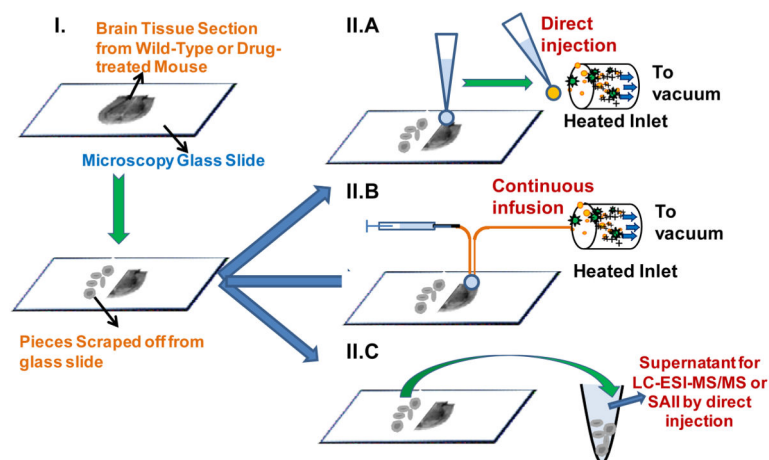 I.
Brain Tissue Section
from Wild-Type or Drug-
treated Mouse
Microscopy Glass Slide
Pieces Scraped off from
glass slide
II.A
Direct
injection
To
vacuum
Heated Inlet
II.B
Continuous
infusion
To
vacuum
Heated Inlet
II.C
Supernatant for
LC-ESI-MS/MS or
SAII by direct
injection